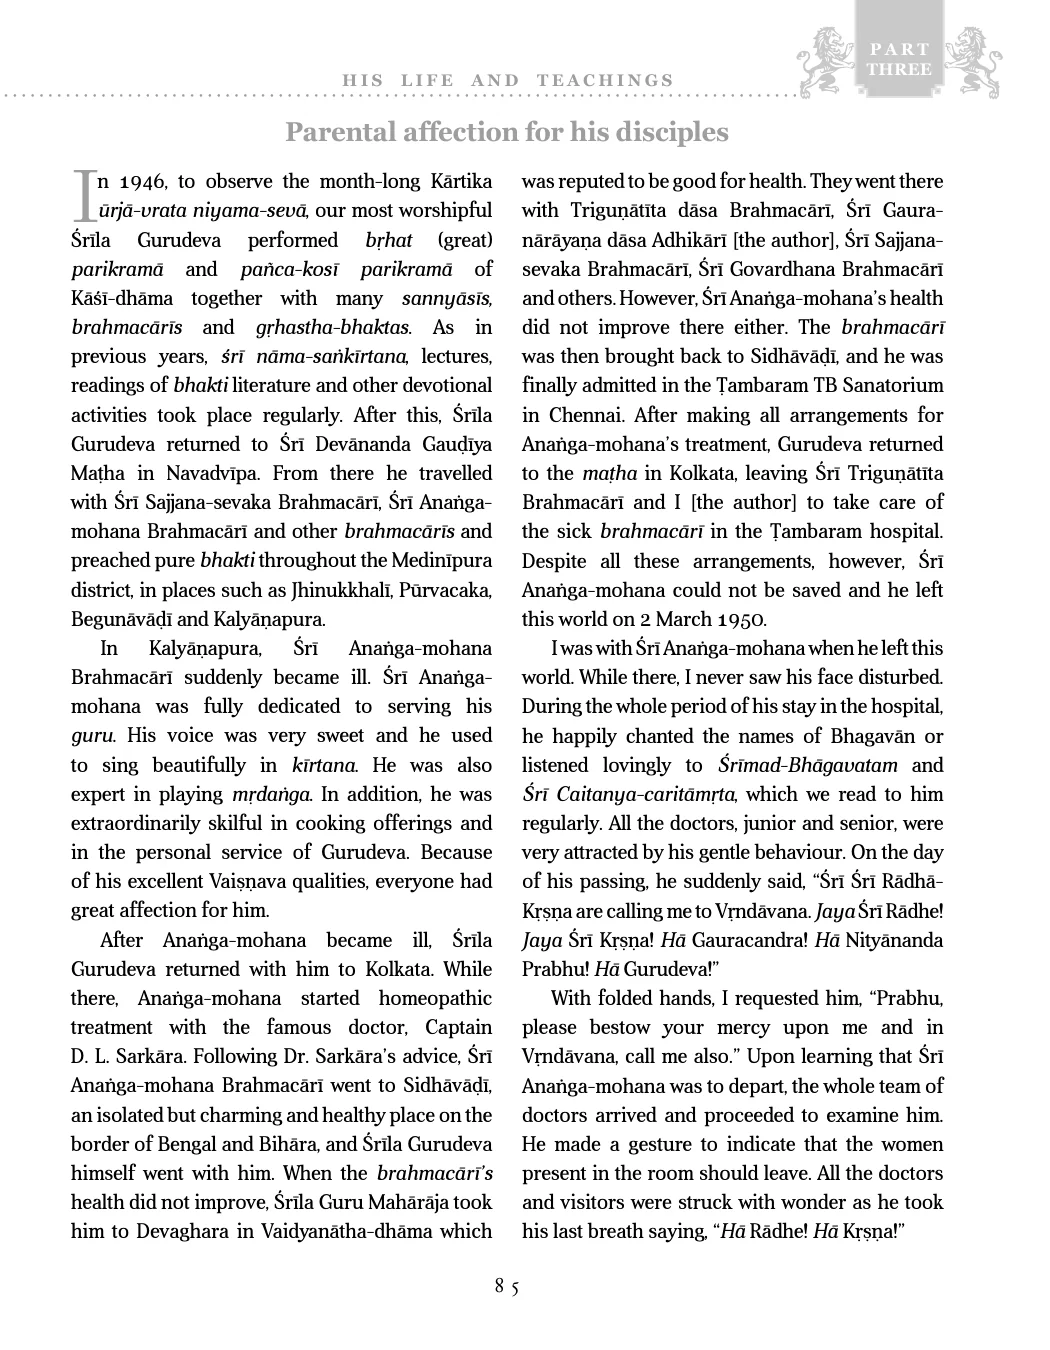 PART
THREE
HIS LIFE AND TEACHINGS
Parental affection for his disciples
In 1946, to observe the month-long Kārtika
ūrjā-vrata niyama-sevā, our most worshipful
Śrīla Gurudeva performed bṛhat (great)
parikramā and pañca-kosī parikramā of
Kāśī-dhāma together with many sannyāsīs,
brahmacārīs and gṛhastha-bhaktas. As in
previous years, śrī nāma-saṅkīrtana, lectures,
readings of bhakti literature and other devotional
activities took place regularly. After this, Śrīla
Gurudeva returned to Śrī Devānanda Gauḍīya
Maṭha in Navadvīpa. From there he travelled
with Śrī Sajjana-sevaka Brahmacārī, Śrī Anaṅga-
mohana Brahmacārī and other brahmacārīs and
preached pure bhakti throughout the Medinīpura
district, in places such as Jhinukkhalī, Pūrvacaka,
Begunāvāḍī and Kalyāṇapura.
In Kalyāṇapura, Śrī Anaṅga-mohana
Brahmacārī suddenly became ill. Śrī Anaṅga-
mohana was fully dedicated to serving his
guru. His voice was very sweet and he used
to sing beautifully in kīrtana. He was also
expert in playing mṛdaṅga. In addition, he was
extraordinarily skilful in cooking offerings and
in the personal service of Gurudeva. Because
of his excellent Vaiṣṇava qualities, everyone had
great affection for him.
After Anaṅga-mohana became ill, Śrīla
Gurudeva returned with him to Kolkata. While
there, Anaṅga-mohana started homeopathic
treatment with the famous doctor, Captain
D. L. Sarkāra. Following Dr. Sarkāra’s advice, Śrī
Anaṅga-mohana Brahmacārī went to Sidhāvāḍī,
an isolated but charming and healthy place on the
border of Bengal and Bihāra, and Śrīla Gurudeva
himself went with him. When the brahmacārī’s
health did not improve, Śrīla Guru Mahārāja took
him to Devaghara in Vaidyanātha-dhāma which
was reputed to be good for health. They went there
with Triguṇātīta dāsa Brahmacārī, Śrī Gaura-
nārāyaṇa dāsa Adhikārī [the author], Śrī Sajjana-
sevaka Brahmacārī, Śrī Govardhana Brahmacārī
and others. However, Śrī Anaṅga-mohana’s health
did not improve there either. The brahmacārī
was then brought back to Sidhāvāḍī, and he was
finally admitted in the Ṭambaram TB Sanatorium
in Chennai. After making all arrangements for
Anaṅga-mohana’s treatment, Gurudeva returned
to the maṭha in Kolkata, leaving Śrī Triguṇātīta
Brahmacārī and I [the author] to take care of
the sick brahmacārī in the Ṭambaram hospital.
Despite all these arrangements, however, Śrī
Anaṅga-mohana could not be saved and he left
this world on 2 March 1950.
I was with Śrī Anaṅga-mohana when he left this
world. While there, I never saw his face disturbed.
During the whole period of his stay in the hospital,
he happily chanted the names of Bhagavān or
listened lovingly to Śrīmad-Bhāgavatam and
Śrī Caitanya-caritāmṛta, which we read to him
regularly. All the doctors, junior and senior, were
very attracted by his gentle behaviour. On the day
of his passing, he suddenly said, “Śrī Śrī Rādhā-
Kṛṣṇa are calling me to Vṛndāvana. Jaya Śrī Rādhe!
Jaya Śrī Kṛṣṇa! Hā Gauracandra! Hā Nityānanda
Prabhu! Hā Gurudeva!”
With folded hands, I requested him, “Prabhu,
please bestow your mercy upon me and in
Vṛndāvana, call me also.” Upon learning that Śrī
Anaṅga-mohana was to depart, the whole team of
doctors arrived and proceeded to examine him.
He made a gesture to indicate that the women
present in the room should leave. All the doctors
and visitors were struck with wonder as he took
his last breath saying, “Hā Rādhe! Hā Kṛṣṇa!”
85